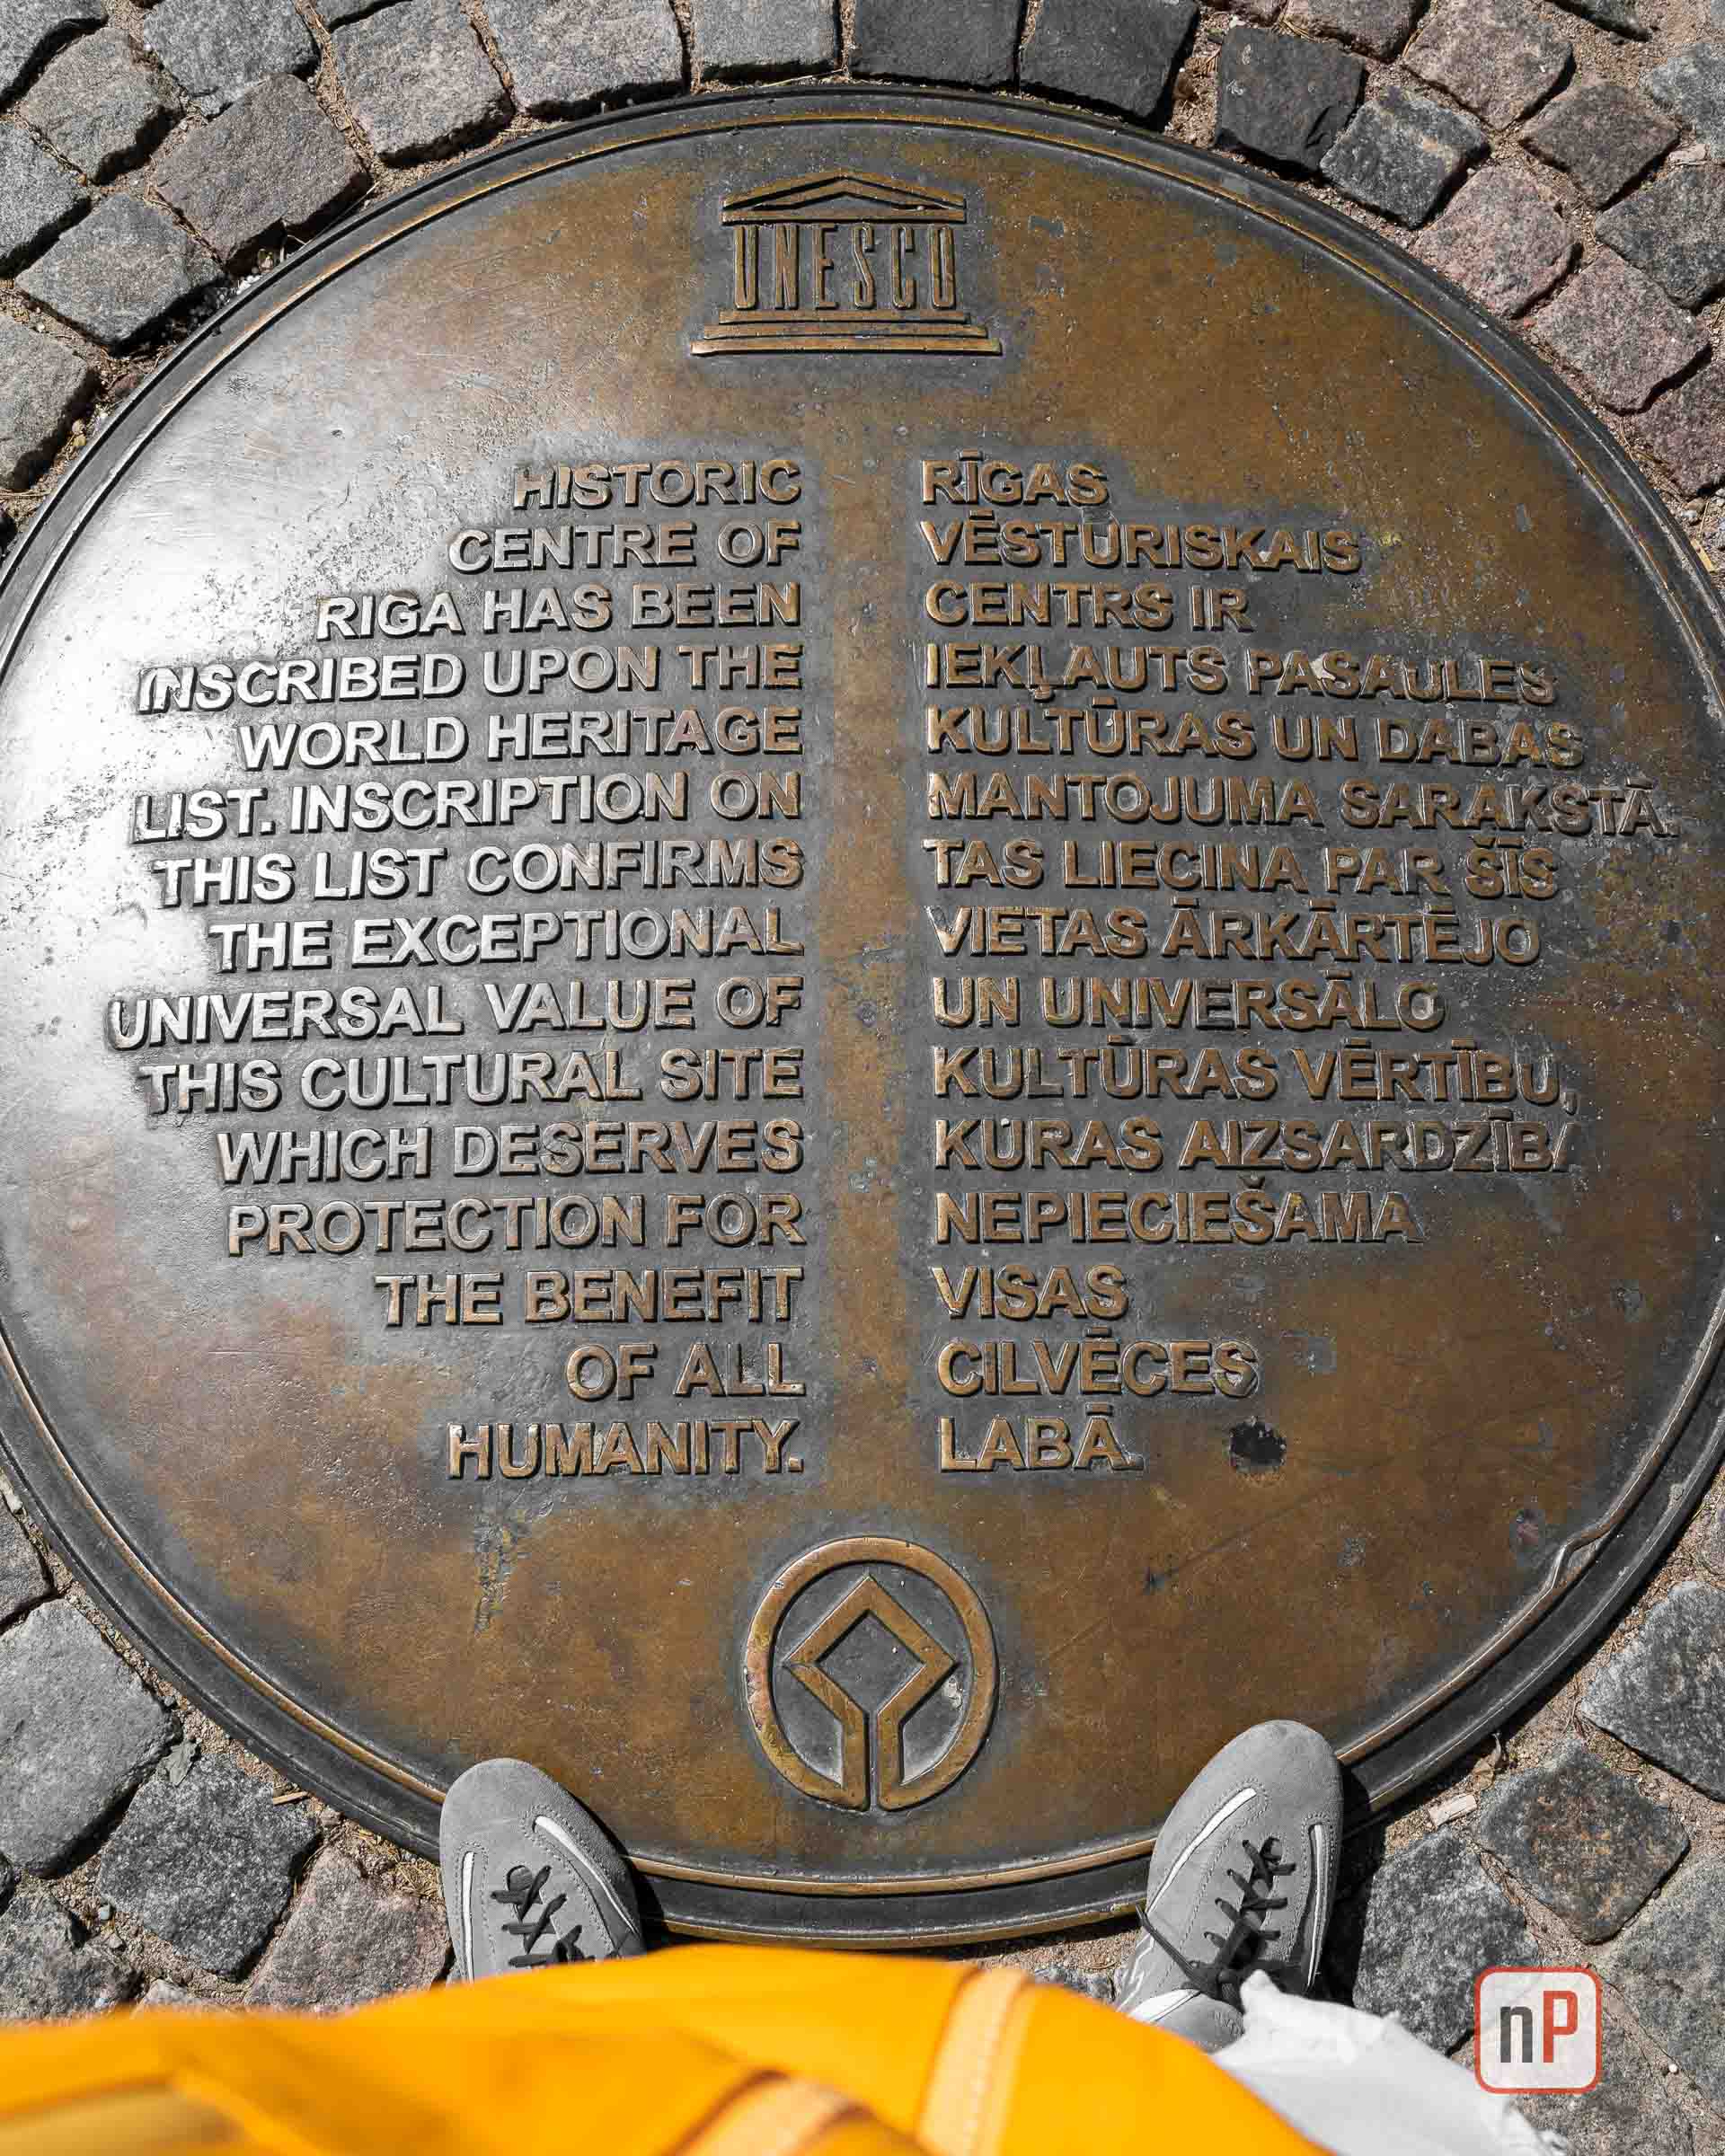 UNESCO
HISTORIC
CENTRE OF
RIGA HAS BEEN
INSCRIBED UPON THE
WORLD HERITAGE
LIST. INSCRIPTION ON
THIS LIST CONFIRMS
THE EXCEPTIONAL
UNIVERSAL VALUE OF
THIS CULTURAL SITE
WHICH DESERVES
PROTECTION FOR
THE BENEFIT
OF ALL
HUMANITY.
RĪGAS
VĒSTURISKAIS
CENTRS IR
IEKĻAUTS PASAULES
KULTŪRAS UN DABAS
MANTOJUMA SARAKSTĀ.
TAS LIECINA PAR ŠĪS
VIETAS ĀRKĀRTĒJO
UN UNIVERSĀLO
KULTŪRAS VĒRTĪBU,
KURAS AIZSARDZĪBA
NEPIECIEŠAMA
VISAS
CILVĒCES
LABĀ.
nP